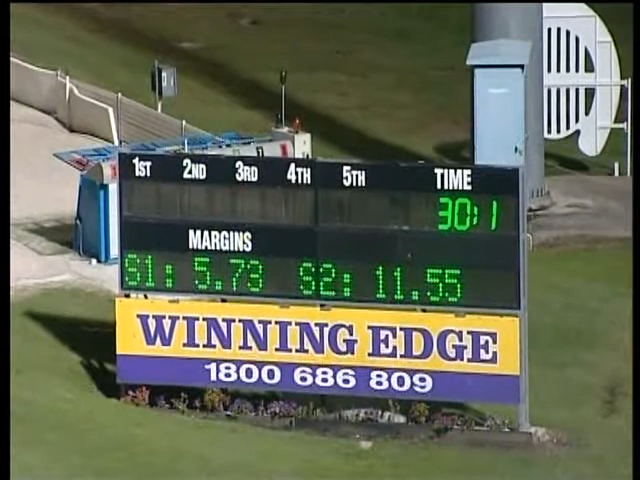 1ST 2ND 3RD 4TH 5TH TIME
30:1
MARGINS
S1: 5.73 S2: 11.55
WINNING EDGE
1800 686 809